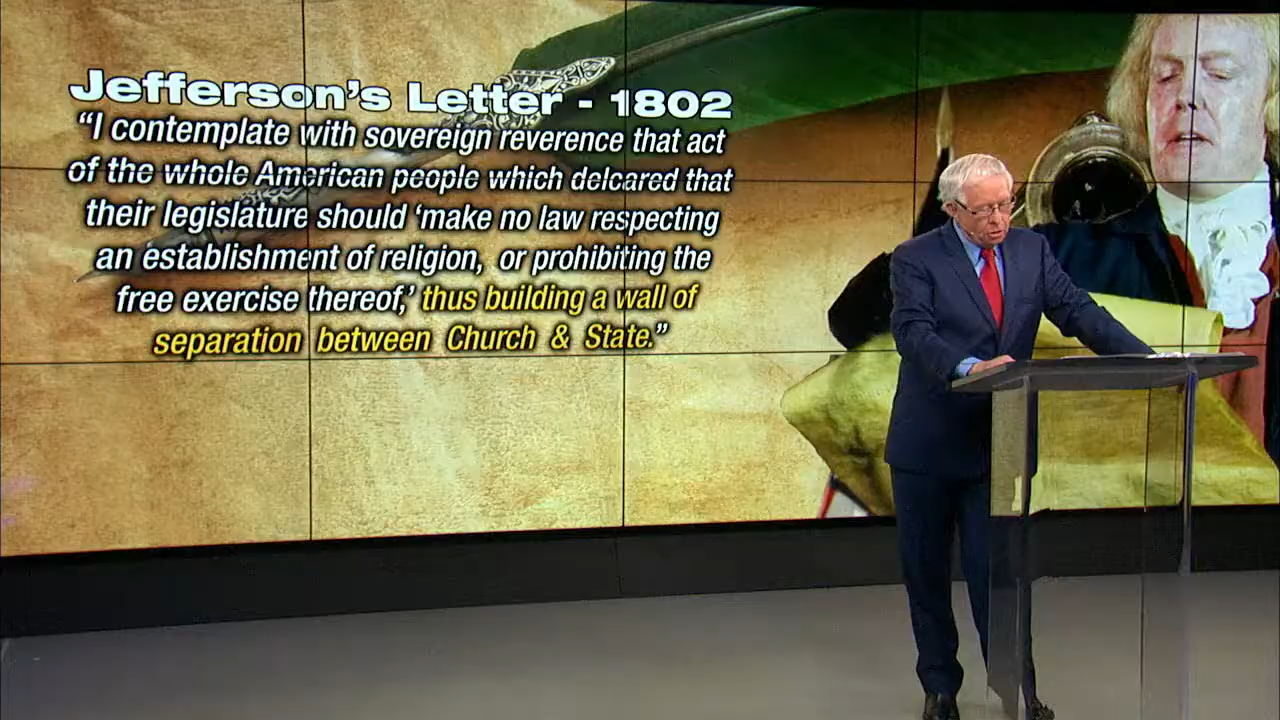 Jefferson's Letter - 1802
“I contemplate with sovereign reverence that act
of the whole American people which delcared that
their legislature should ‘make no law respecting
an establishment of religion, or prohibiting the
free exercise thereof,’ thus building a wall of
separation between Church & State.”